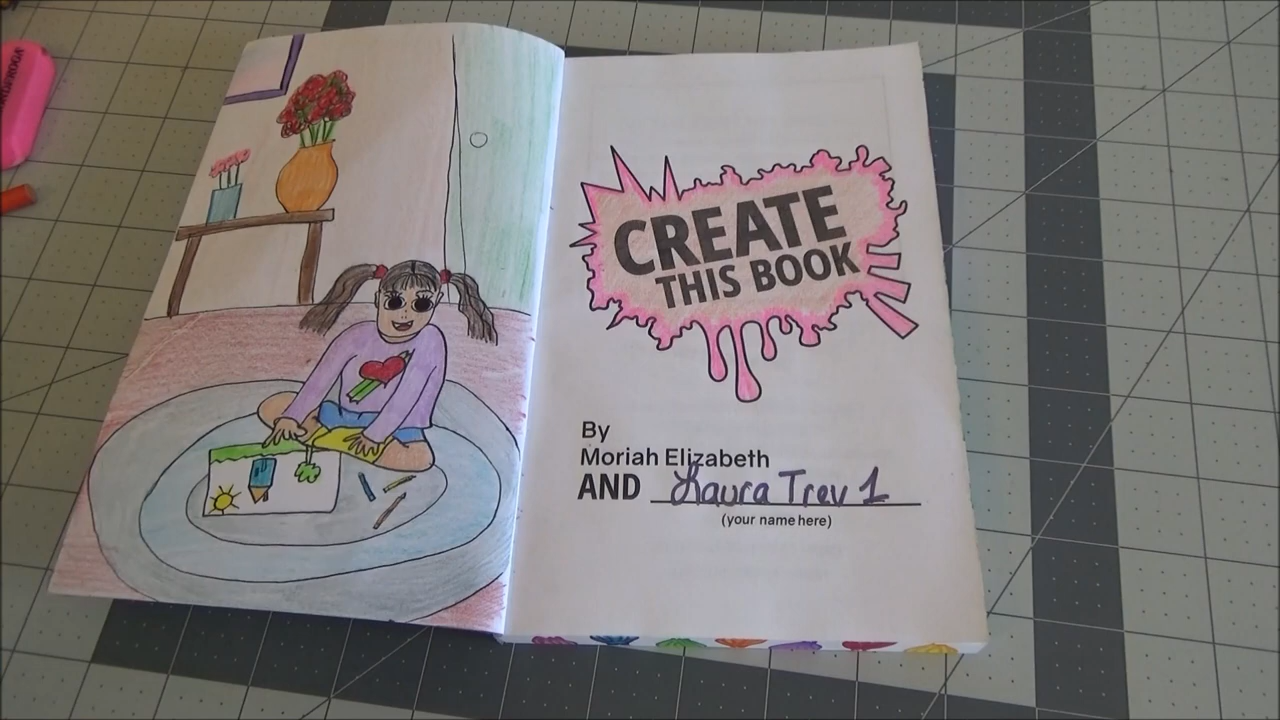 CREATE
THIS BOOK
By
Moriah Elizabeth
AND Laura Trev 1
(your name here)